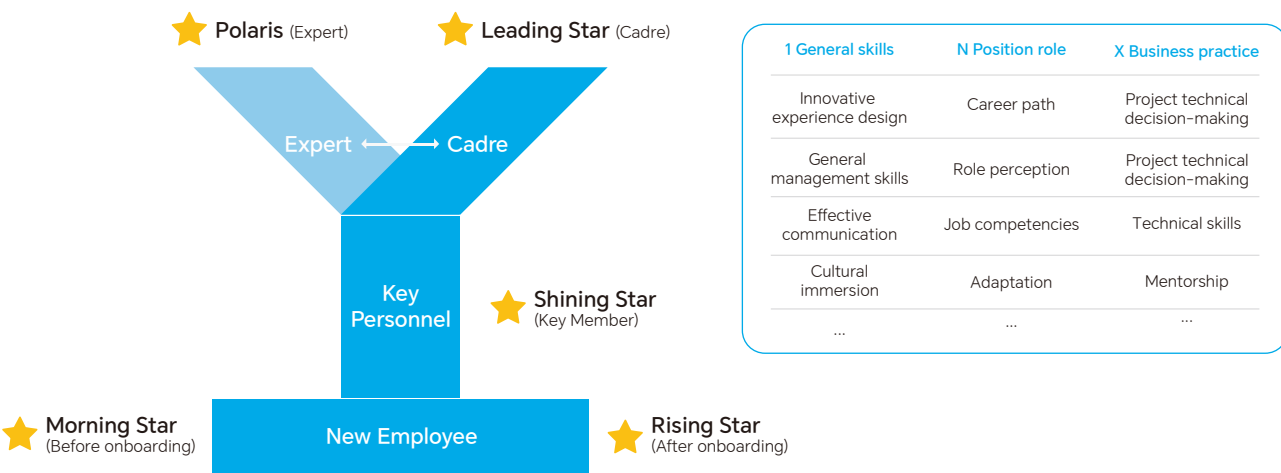 Polaris (Expert)
Leading Star (Cadre)
Expert
Cadre
Key
Personnel
Shining Star
(Key Member)
Morning Star
(Before onboarding)
New Employee
Rising Star
(After onboarding)
1 General skills
N Position role
X Business practice
Innovative
experience design
Career path
Project technical
decision-making
General
management skills
Role perception
Project technical
decision-making
Effective
communication
Job competencies
Technical skills
Cultural
immersion
Adaptation
Mentorship
...
...
...